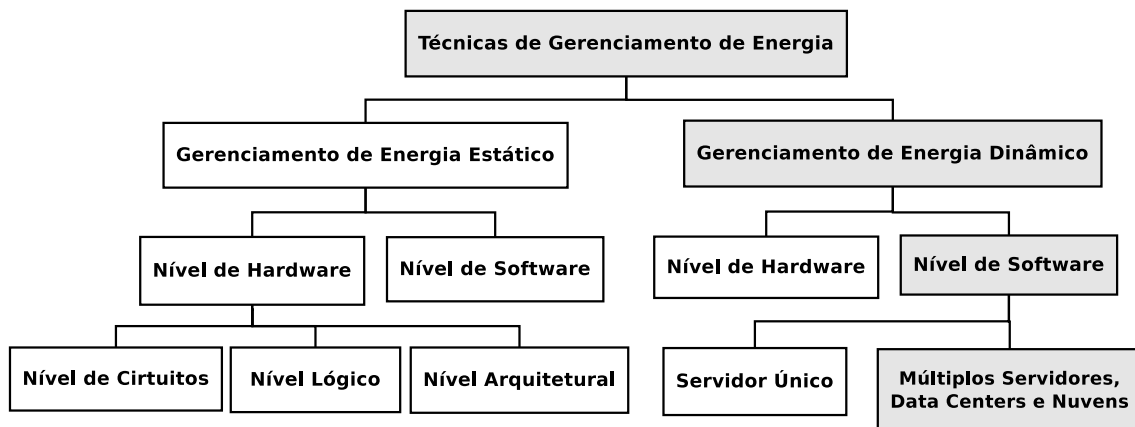 Técnicas de Gerenciamento de Energia
Gerenciamento de Energia Estático
Gerenciamento de Energia Dinâmico
Nível de Hardware
Nível de Software
Nível de Hardware
Nível de Software
Nível de Cirtuitos
Nível Lógico
Nível Arquitetural
Servidor Único
Múltiplos Servidores,
Data Centers e Nuvens